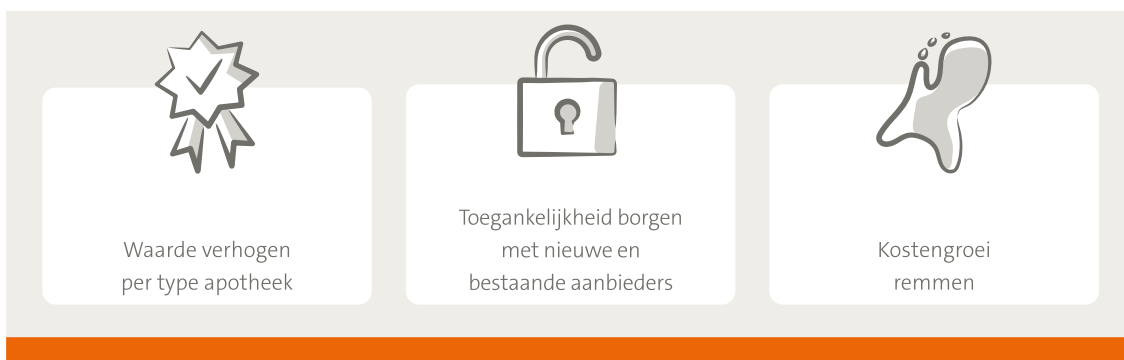 Waarde verhogen
per type apotheek
Toegankelijkheid borgen
met nieuwe en
bestaande aanbieders
Kostengroei
remmen